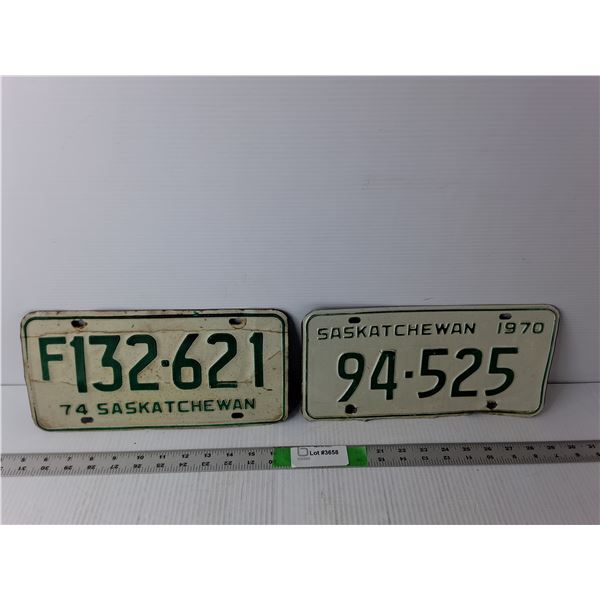 F132·621
74 SASKATCHEWAN
SASKATCHEWAN 1970
94·525
Lot #3658